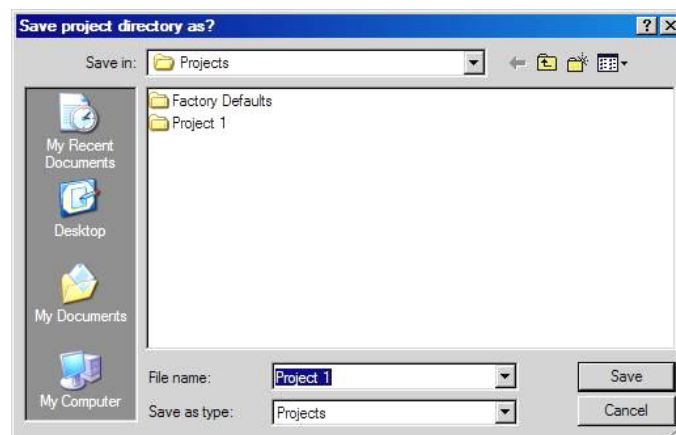 Save project directory as?
Save in: Projects
Factory Defaults
Project 1
My Recent
Documents
Desktop
My Documents
My Computer
File name: Project 1 Save
Save as type: Projects Cancel